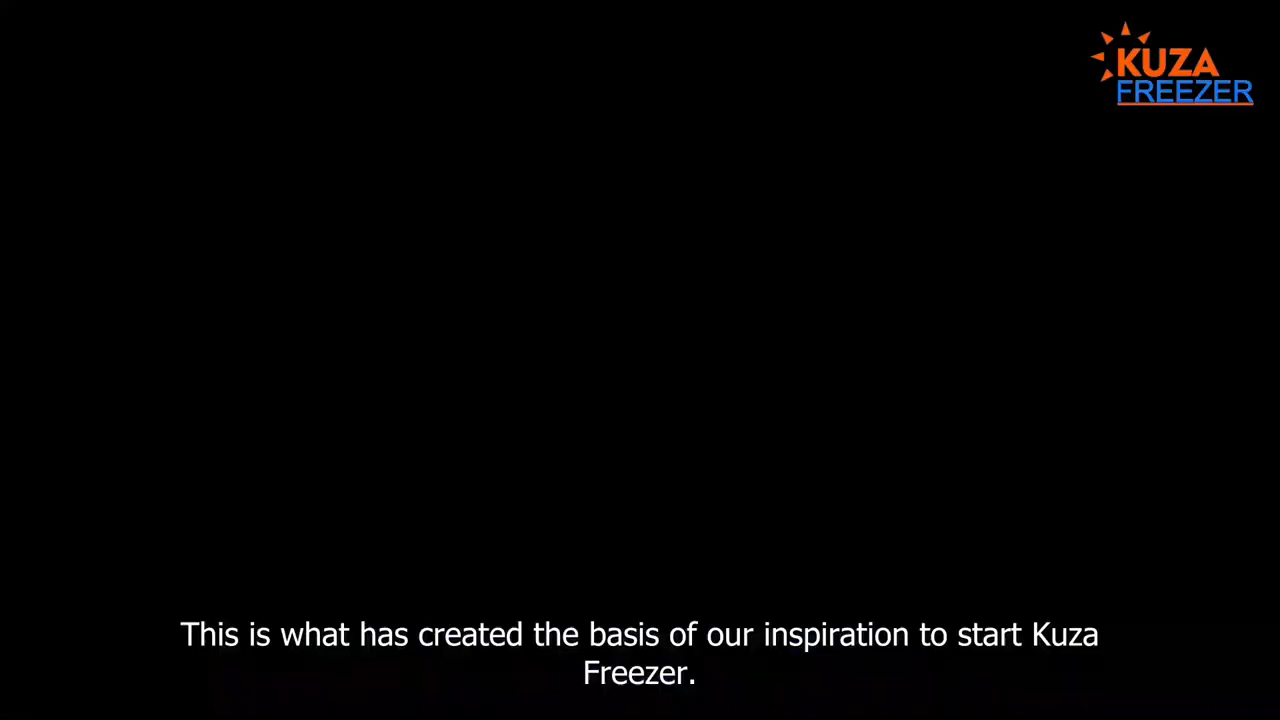 KUZA
FREEZER
This is what has created the basis of our inspiration to start Kuza
Freezer.